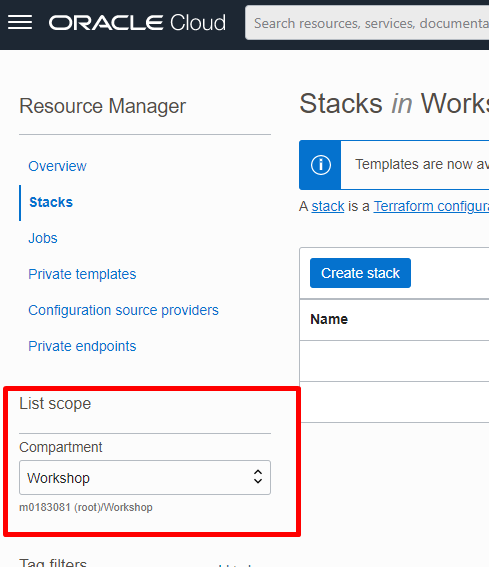 ORACLE Cloud
Search resources, services, documenta
Resource Manager
Overview
Stacks
Jobs
Private templates
Configuration source providers
Private endpoints
List scope
Compartment
Workshop
m0183081 (root)/Workshop
Tag filters
Stacks in Works
Templates are now av
A stack is a Terraform configura
Create stack
Name